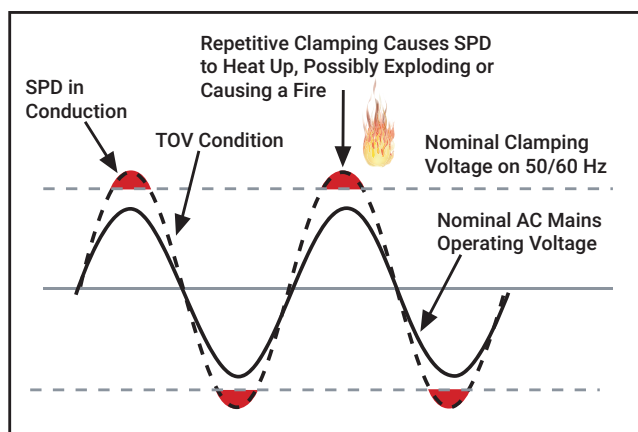 Repetitive Clamping Causes SPD
to Heat Up, Possibly Exploding or
Causing a Fire
SPD in
Conduction
TOV Condition
Nominal Clamping
Voltage on 50/60 Hz
Nominal AC Mains
Operating Voltage